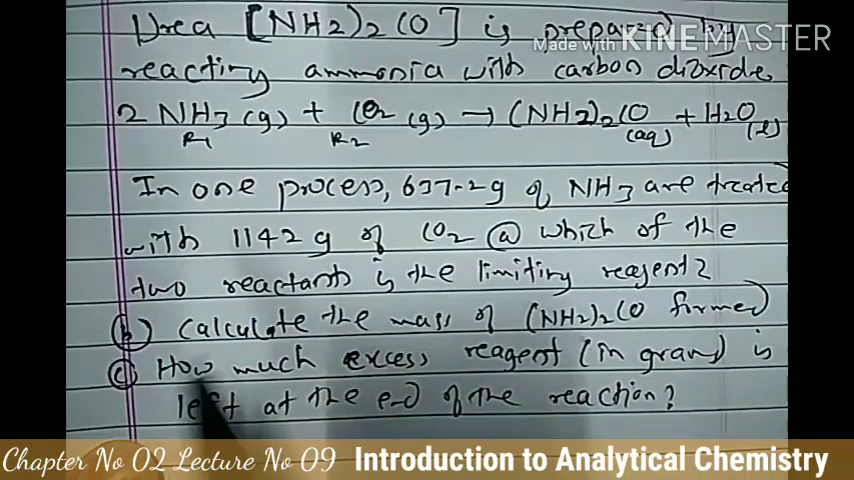 Urea [NH2)2CO] is prepared by
Made with KINEMASTER
reacting ammonia with carbon dioxide.
2 NH3(g) + CO2(g) → (NH2)2CO(aq) + H2O(l)
R1 R2
In one process, 637.2g of NH3 are treated
with 1142 g of CO2 (a) which of the
two reactants is the limiting reagent?
(b) Calculate the mass of (NH2)2CO formed
(c) How much excess reagent (in gram) is
left at the end of the reaction?
Chapter No 02 Lecture No 09 Introduction to Analytical Chemistry